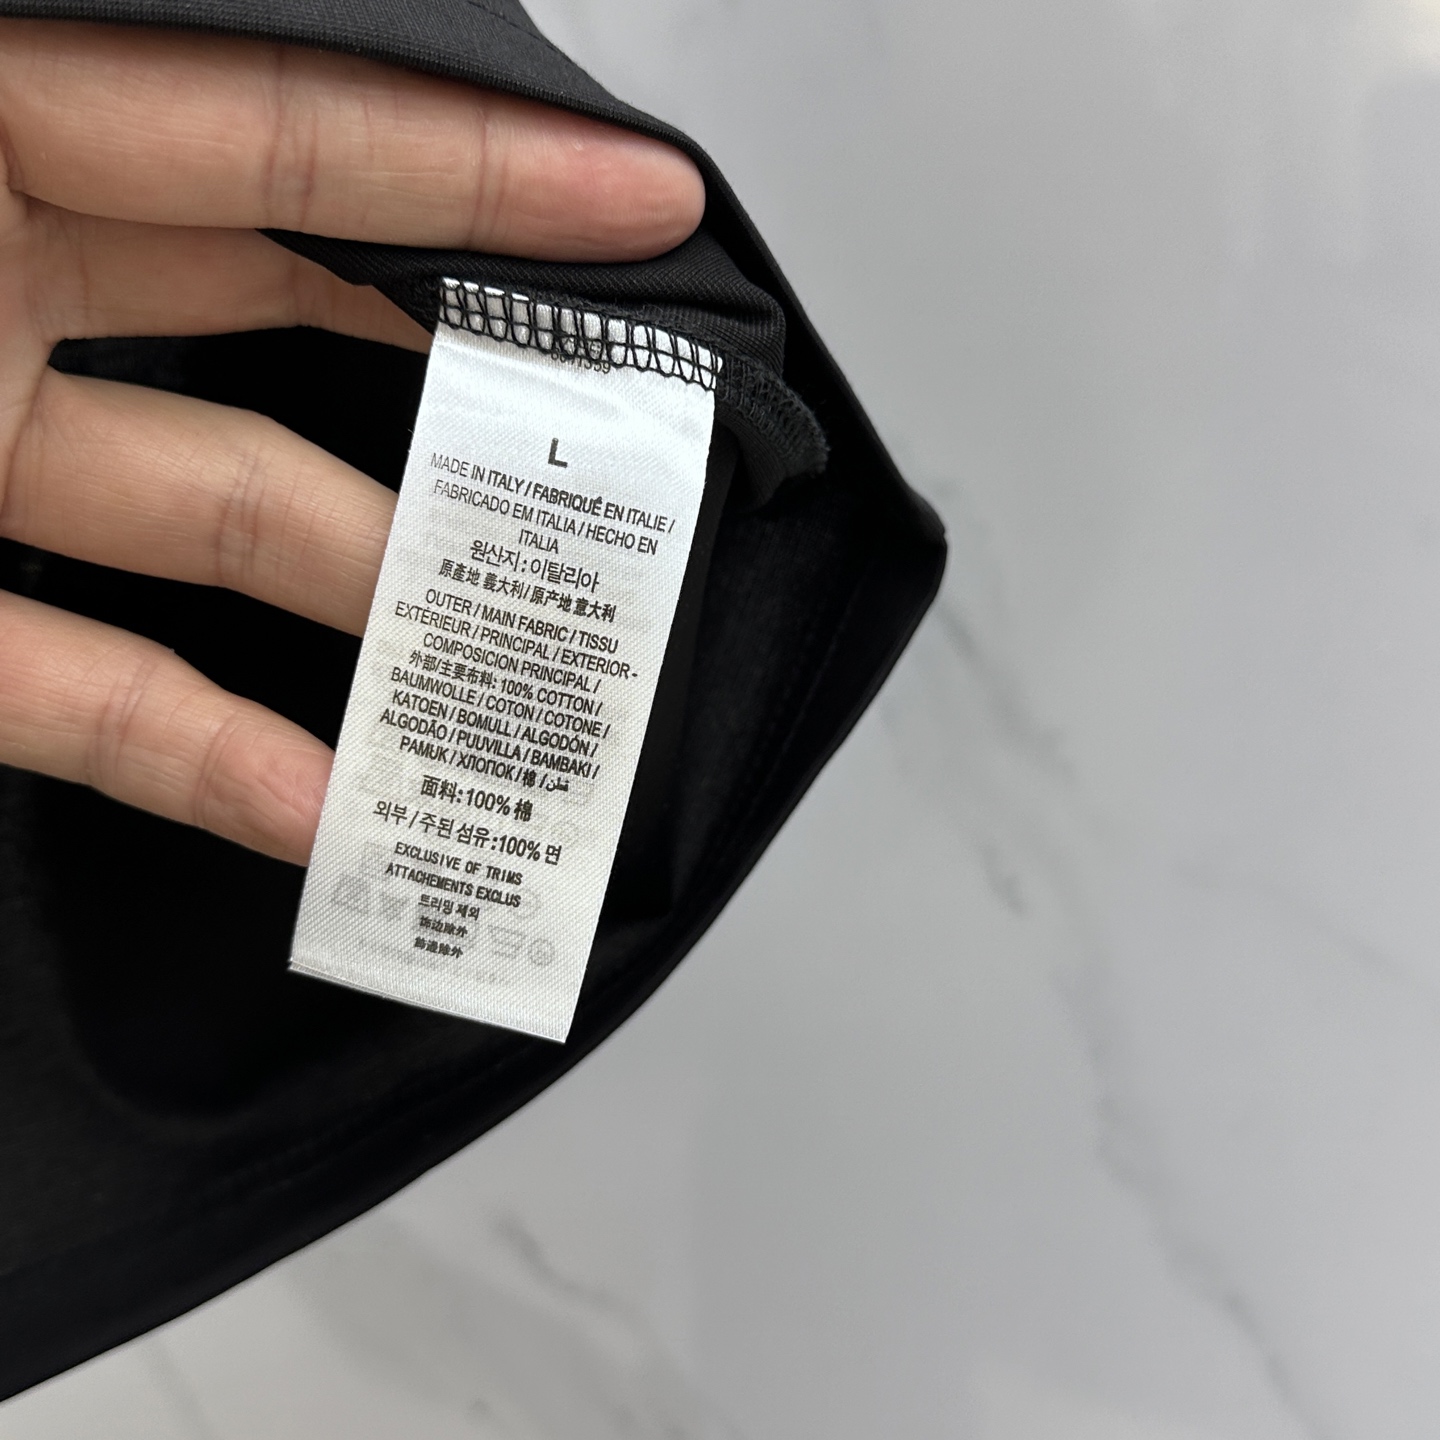 L
MADE IN ITALY / FABRIQUÉ EN ITALIE /
FABRICADO EM ITALIA / HECHO EN
ITALIA
원산지 : 이탈리아
原產地 義大利 / 原产地 意大利
OUTER / MAIN FABRIC / TISSU
EXTÉRIEUR / PRINCIPAL / EXTERIOR-
COMPOSICION PRINCIPAL /
外部/主要布料: 100% COTTON /
BAUMWOLLE / COTON / COTONE /
KATOEN / BOMULL / ALGODÓN /
ALGODÃO / PUUVILLA / BAMBAKI /
PAMUK / ХЛОПОК / 棉 / قطن
面料:100% 棉
외부 / 주된 섬유 :100% 면
EXCLUSIVE OF TRIMS
ATTACHEMENTS EXCLUS
트리밍 제외
饰边除外
飾邊除外